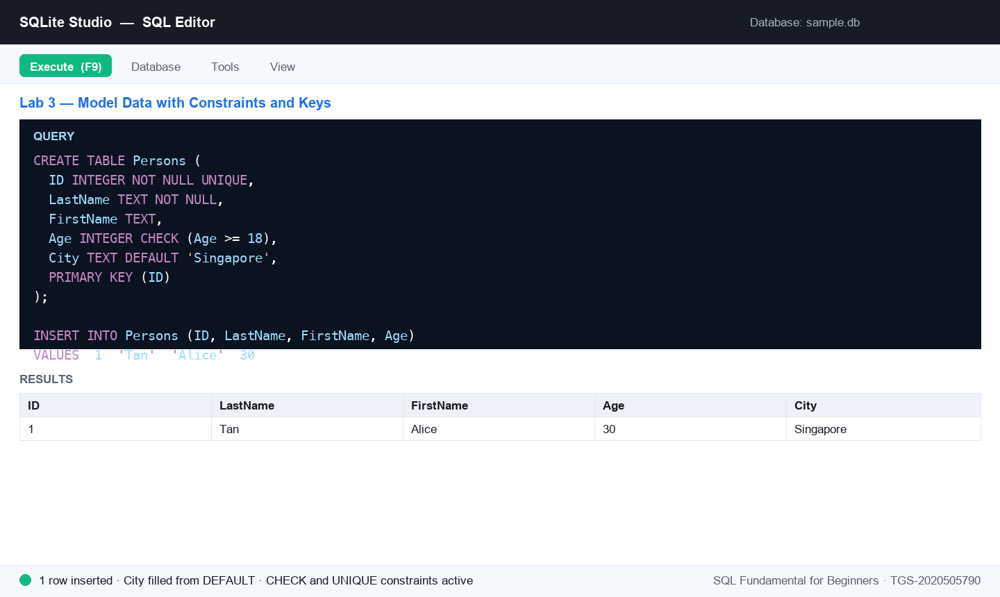 SQLite Studio — SQL Editor
Database: sample.db
Execute (F9)
Database
Tools
View
Lab 3 — Model Data with Constraints and Keys
QUERY
CREATE TABLE Persons (
  ID INTEGER NOT NULL UNIQUE,
  LastName TEXT NOT NULL,
  FirstName TEXT,
  Age INTEGER CHECK (Age >= 18),
  City TEXT DEFAULT 'Singapore',
  PRIMARY KEY (ID)
);
INSERT INTO Persons (ID, LastName, FirstName, Age)
VALUES  1  'Tan'  'Alice'  30
RESULTS
ID LastName FirstName Age City
1 Tan Alice 30 Singapore
1 row inserted · City filled from DEFAULT · CHECK and UNIQUE constraints active
SQL Fundamental for Beginners · TGS-2020505790